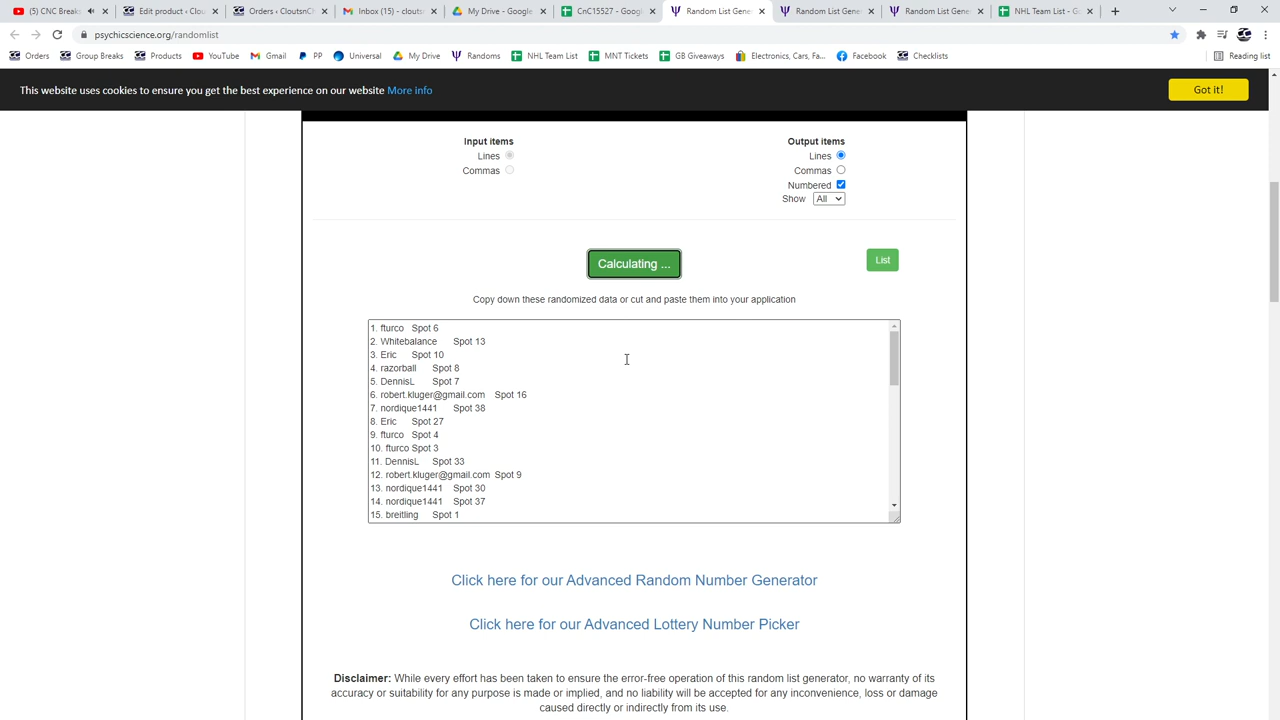 (5) CNC Breaks
Edit product • Clou
Orders • CloutsnCh
Inbox (15) - clouts
My Drive - Google
CnC15527 - Googl
Random List Gene
Random List Gene
Random List Gene
NHL Team List - Go
psychicscience.org/randomlist
Orders
Group Breaks
Products
YouTube
Gmail
PP
Universal
My Drive
Randoms
NHL Team List
MNT Tickets
GB Giveaways
Electronics, Cars, Fa...
Facebook
Checklists
Reading list
This website uses cookies to ensure you get the best experience on our website More info
Got it!
Input items
Output items
Lines
Lines
Commas
Commas
Numbered
Show All
Calculating ...
List
Copy down these randomized data or cut and paste them into your application
1. fturco Spot 6
2. Whitebalance Spot 13
3. Eric Spot 10
4. razorball Spot 8
5. DennisL Spot 7
6. robert.kluger@gmail.com Spot 16
7. nordique1441 Spot 38
8. Eric Spot 27
9. fturco Spot 4
10. fturco Spot 3
11. DennisL Spot 33
12. robert.kluger@gmail.com Spot 9
13. nordique1441 Spot 30
14. nordique1441 Spot 37
15. breitling Spot 1
Click here for our Advanced Random Number Generator
Click here for our Advanced Lottery Number Picker
Disclaimer: While every effort has been taken to ensure the error-free operation of this random list generator, no warranty of its
accuracy or suitability for any purpose is made or implied, and no liability will be accepted for any inconvenience, loss or damage
caused directly or indirectly from its use.